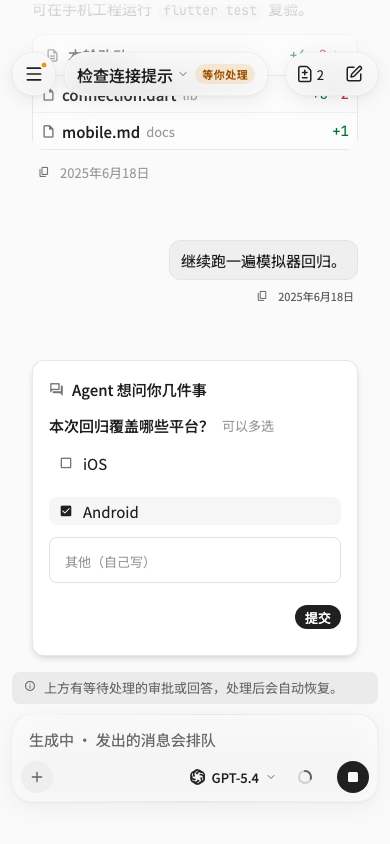 可在手机工程运行 flutter test 复验。
检查连接提示 等你处理 2
connection.dart lib
mobile.md docs +1
2025年6月18日
继续跑一遍模拟器回归。
2025年6月18日
Agent 想问你几件事
本次回归覆盖哪些平台？ 可以多选
iOS
Android
其他（自己写）
提交
上方有等待处理的审批或回答，处理后会自动恢复。
生成中 · 发出的消息会排队
GPT-5.4